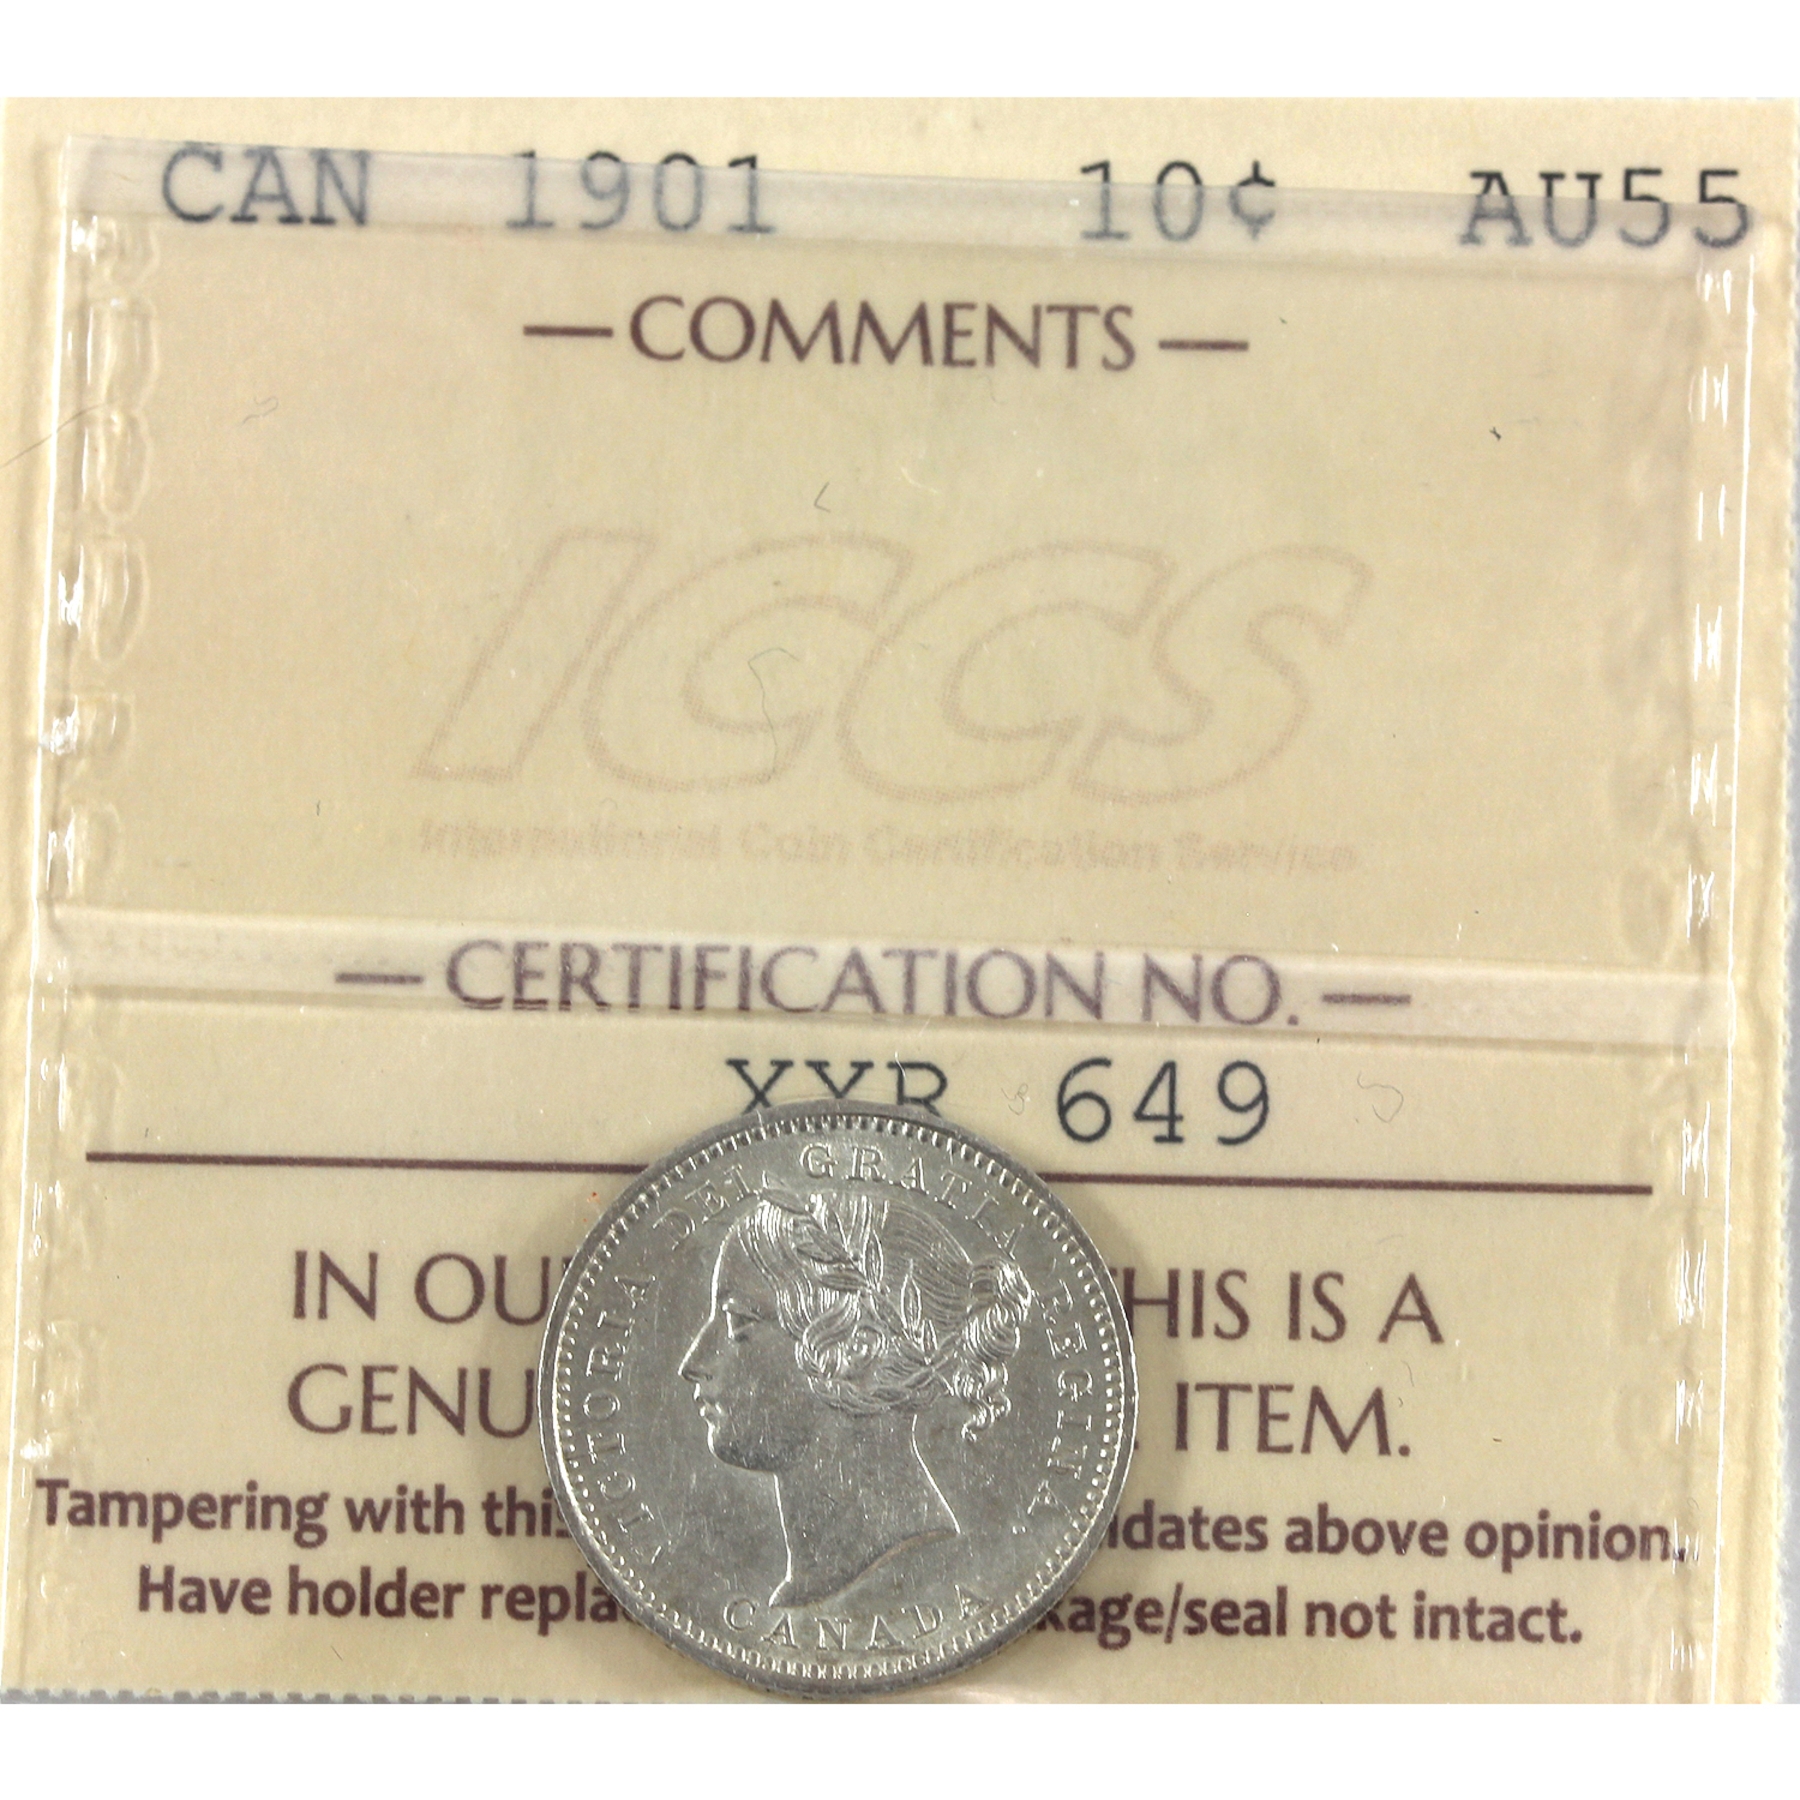 CAN 1901 10¢ AU55
— COMMENTS —
ICCS
International Coin Certification Service
— CERTIFICATION NO. —
649
IN OU HIS IS A
GENU ITEM.
Tampering with this idates above opinion.
Have holder repla kage/seal not intact.
VICTORIA DEI GRATIA REGINA.
CANADA